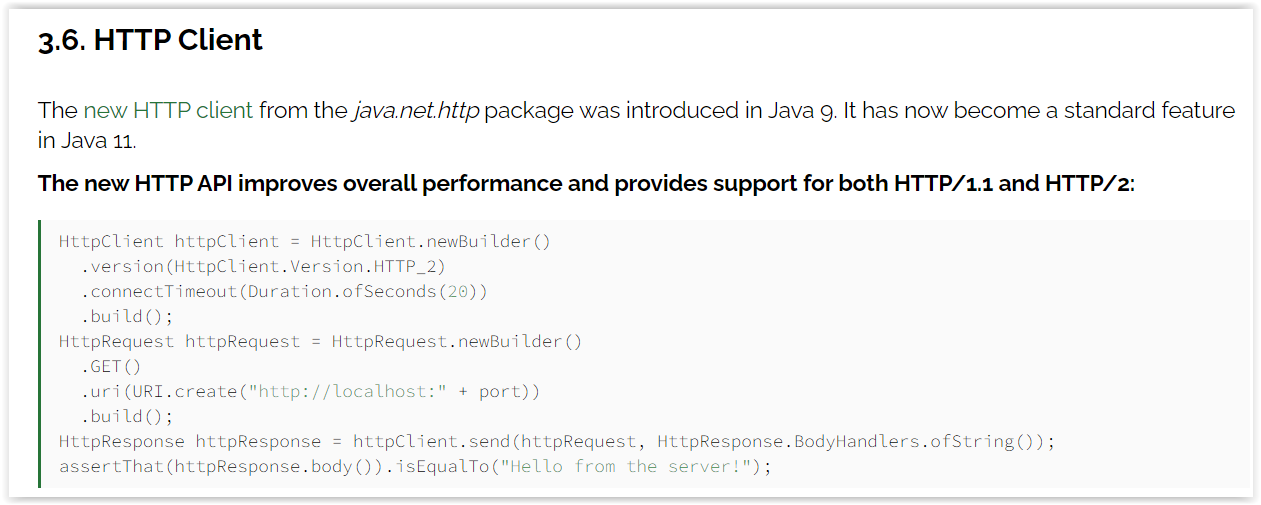 3.6. HTTP Client
The new HTTP client from the java.net.http package was introduced in Java 9. It has now become a standard feature
in Java 11.
The new HTTP API improves overall performance and provides support for both HTTP/1.1 and HTTP/2:
HttpClient httpClient = HttpClient.newBuilder()
  .version(HttpClient.Version.HTTP_2)
  .connectTimeout(Duration.ofSeconds(20))
  .build();
HttpRequest httpRequest = HttpRequest.newBuilder()
  .GET()
  .uri(URI.create("http://localhost:" + port))
  .build();
HttpResponse httpResponse = httpClient.send(httpRequest, HttpResponse.BodyHandlers.ofString());
assertThat(httpResponse.body()).isEqualTo("Hello from the server!");